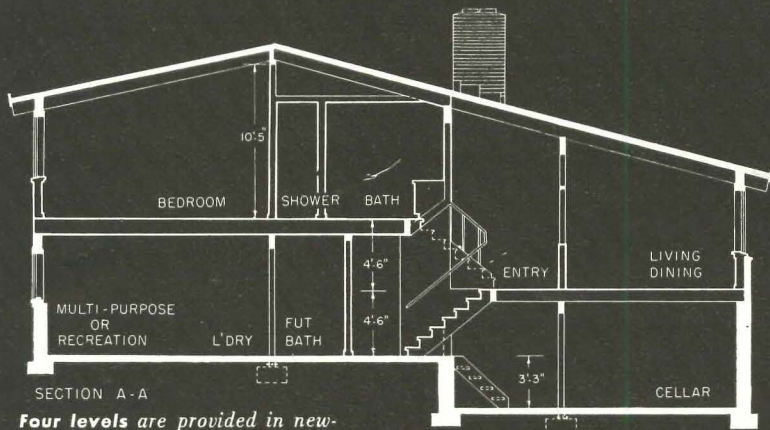 10'.5"
BEDROOM
SHOWER
BATH
4'.6"
ENTRY
LIVING
DINING
MULTI-PURPOSE
OR
RECREATION
L'DRY
FUT
BATH
4'.6"
3'.3"
CELLAR
SECTION A-A
Four levels are provided in new-